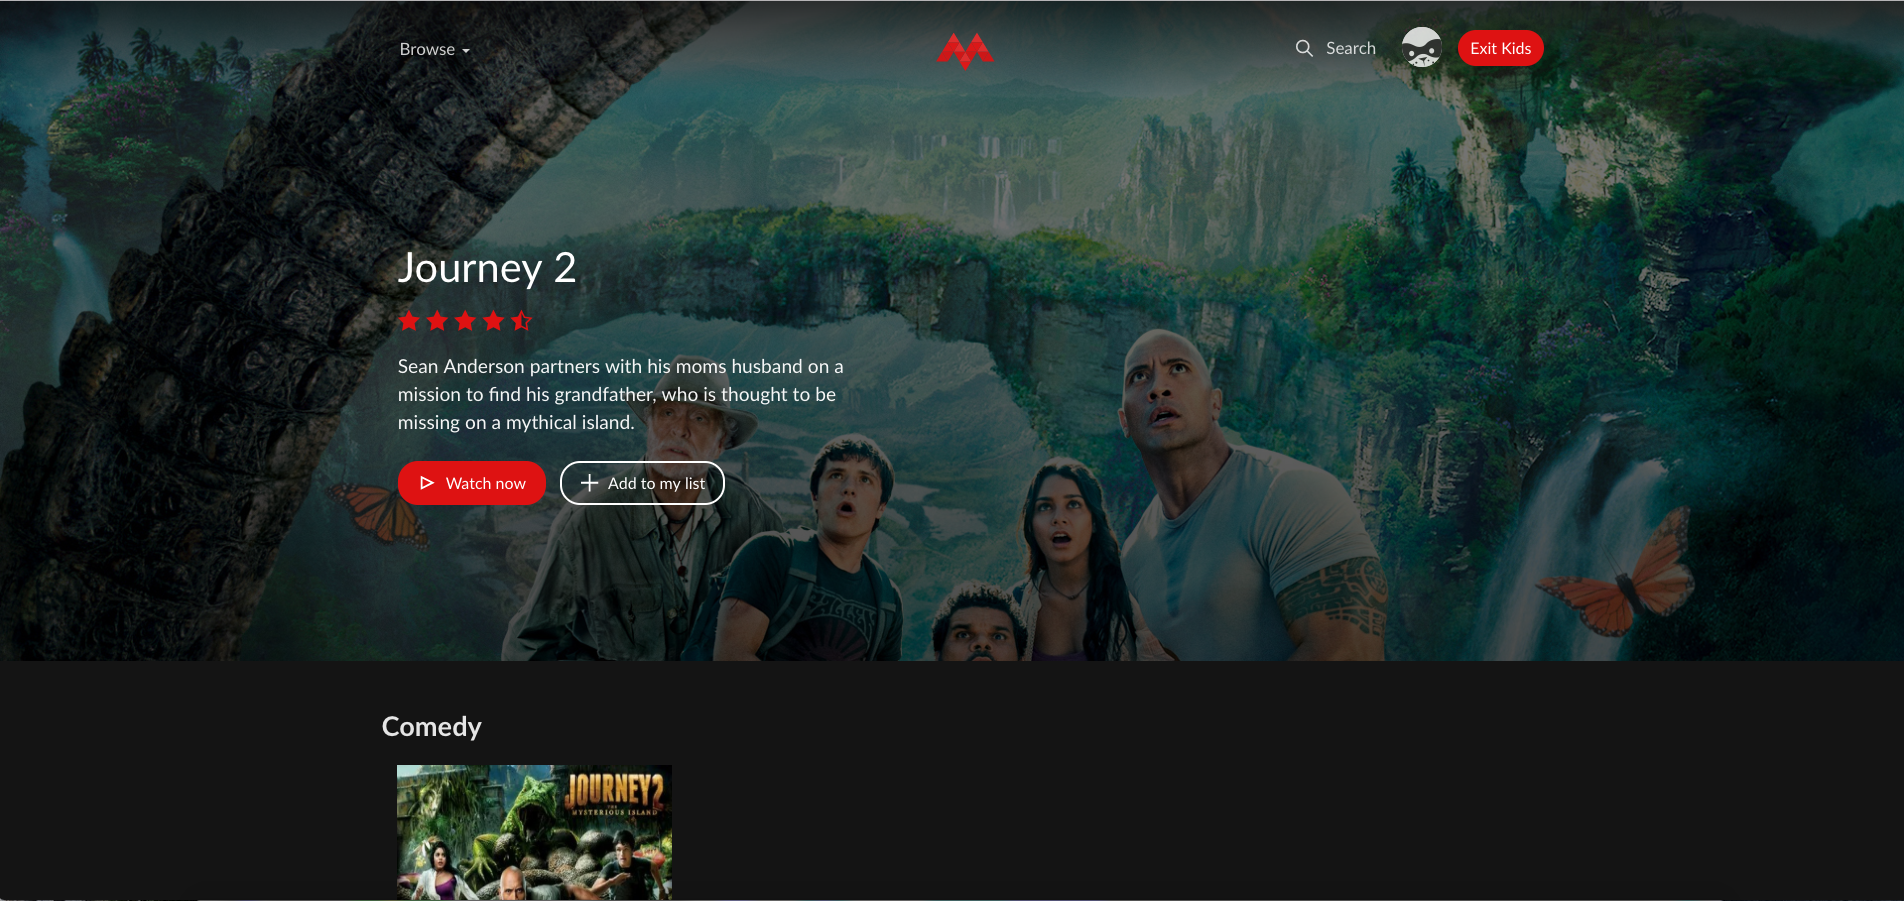 Browse
Search
Exit Kids
Journey 2
Sean Anderson partners with his moms husband on a
mission to find his grandfather, who is thought to be
missing on a mythical island.
Watch now
Add to my list
Comedy
JOURNEY2
THE
MYSTERIOUS ISLAND